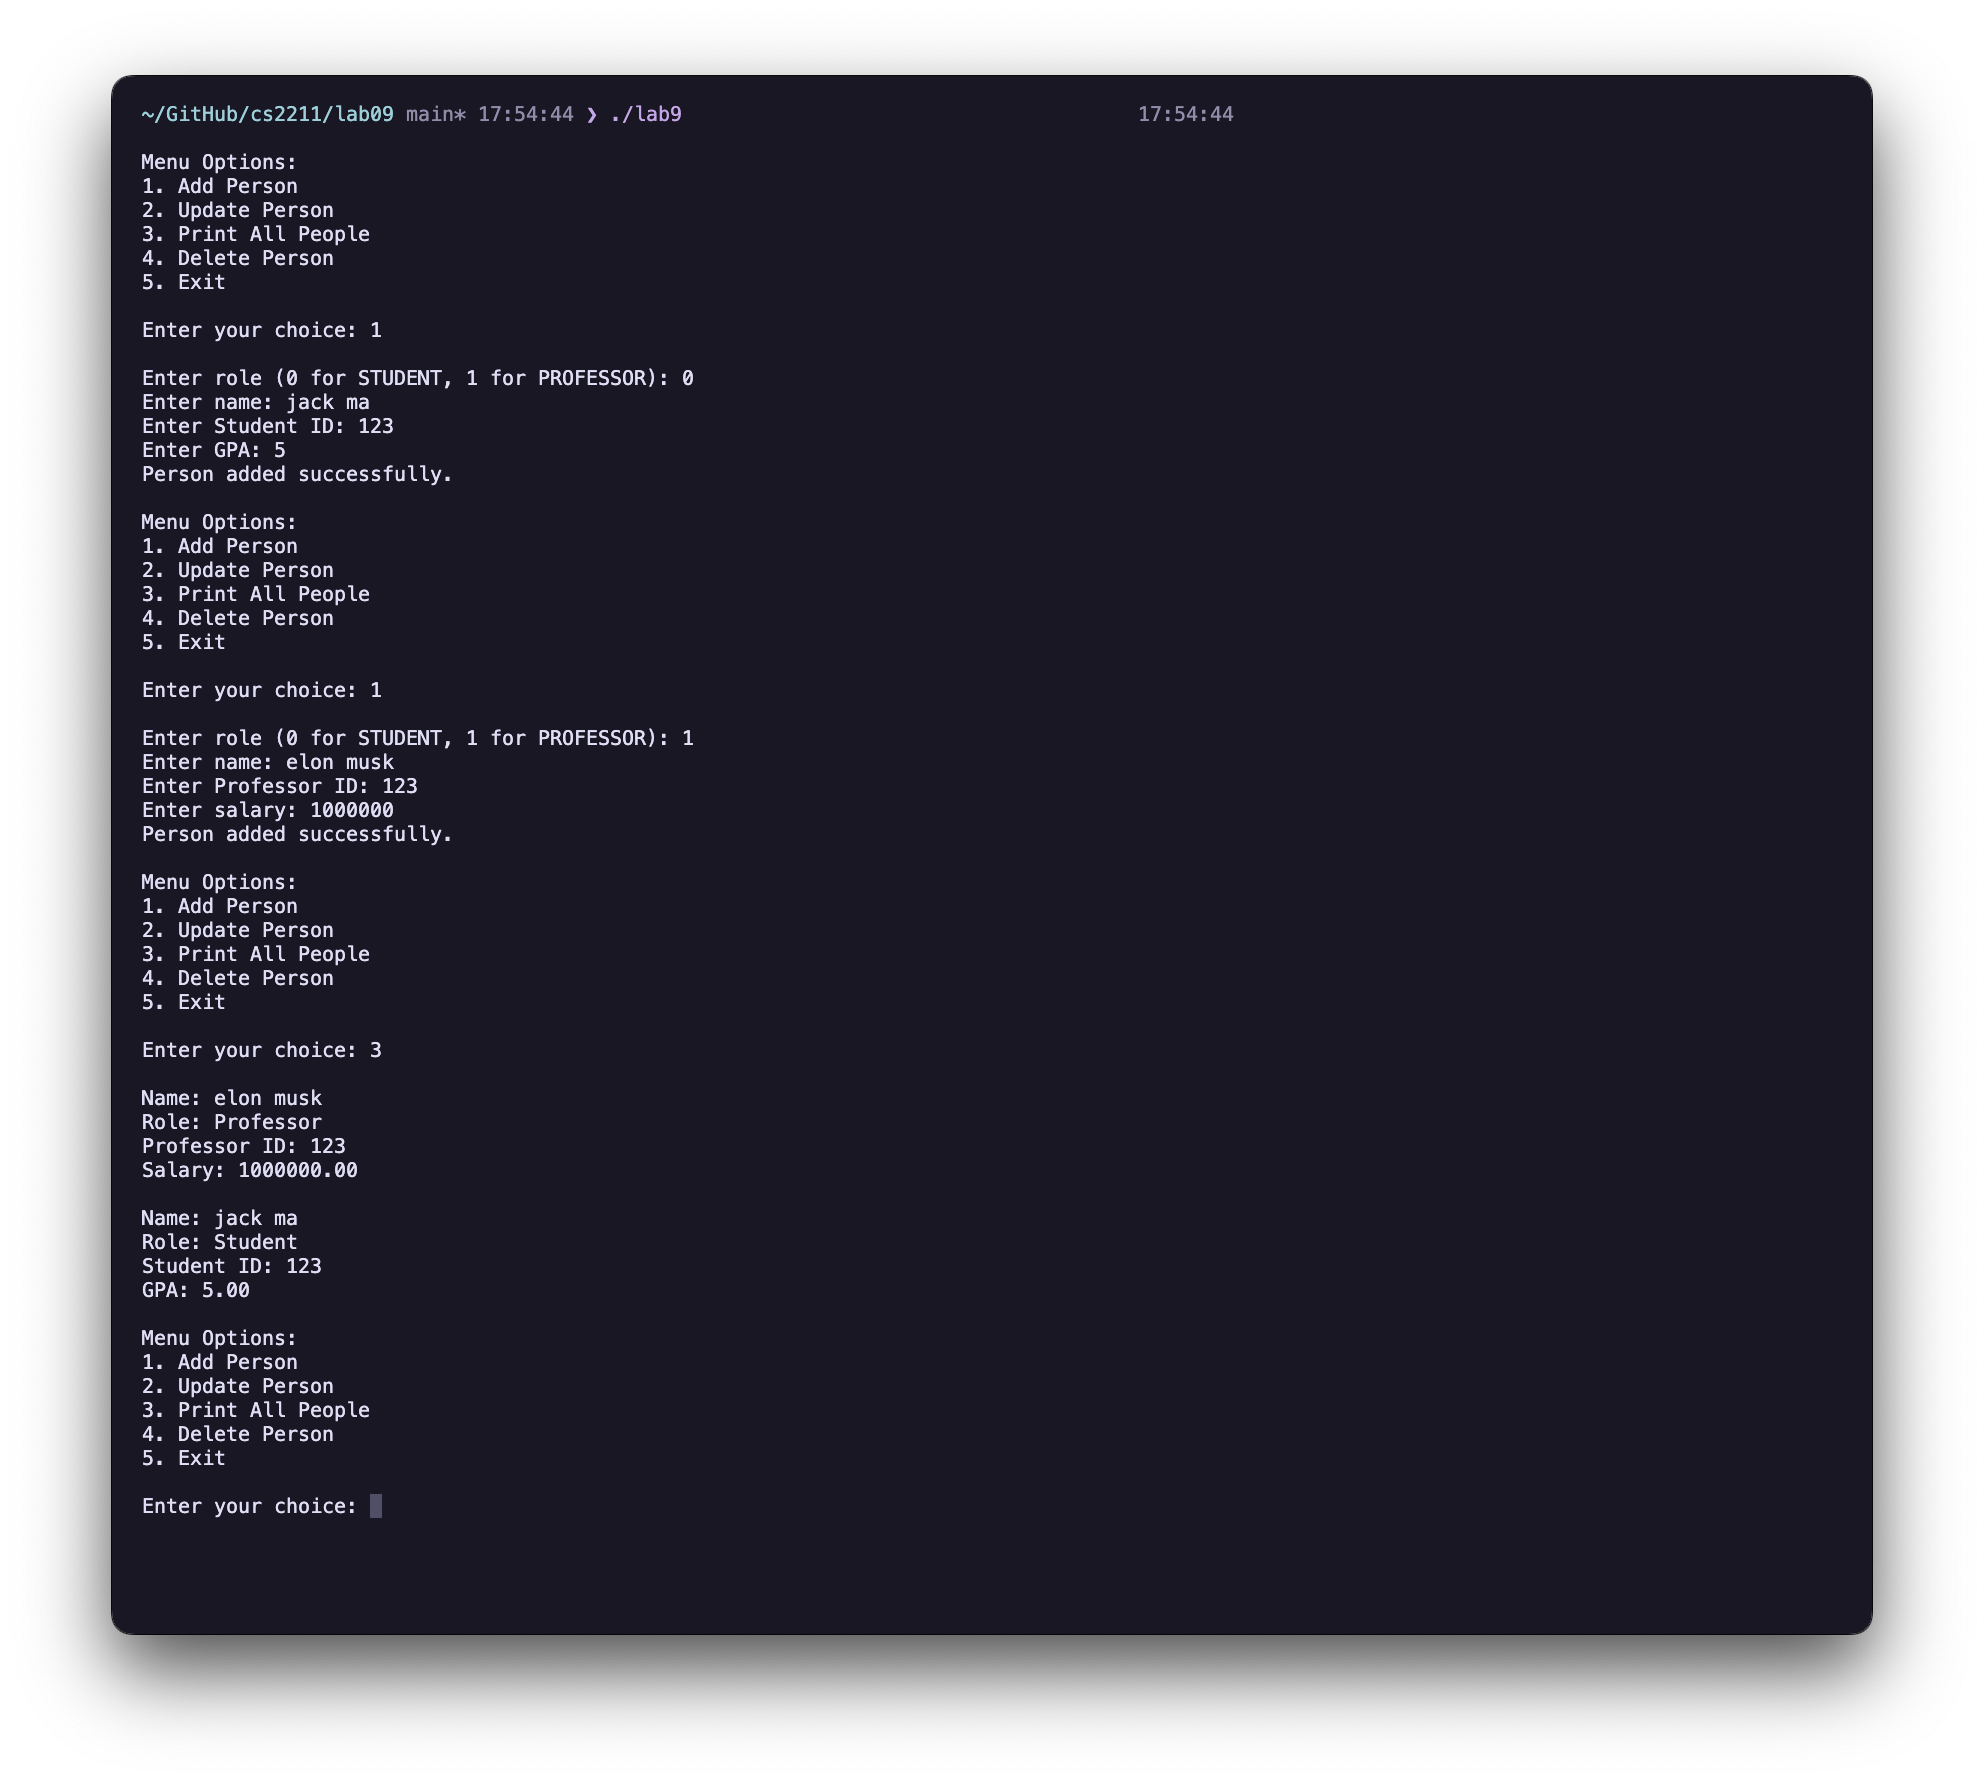 ~/GitHub/cs2211/lab09 main* 17:54:44 ❯ ./lab9 17:54:44
Menu Options:
1. Add Person
2. Update Person
3. Print All People
4. Delete Person
5. Exit
Enter your choice: 1
Enter role (0 for STUDENT, 1 for PROFESSOR): 0
Enter name: jack ma
Enter Student ID: 123
Enter GPA: 5
Person added successfully.
Menu Options:
1. Add Person
2. Update Person
3. Print All People
4. Delete Person
5. Exit
Enter your choice: 1
Enter role (0 for STUDENT, 1 for PROFESSOR): 1
Enter name: elon musk
Enter Professor ID: 123
Enter salary: 1000000
Person added successfully.
Menu Options:
1. Add Person
2. Update Person
3. Print All People
4. Delete Person
5. Exit
Enter your choice: 3
Name: elon musk
Role: Professor
Professor ID: 123
Salary: 1000000.00
Name: jack ma
Role: Student
Student ID: 123
GPA: 5.00
Menu Options:
1. Add Person
2. Update Person
3. Print All People
4. Delete Person
5. Exit
Enter your choice: